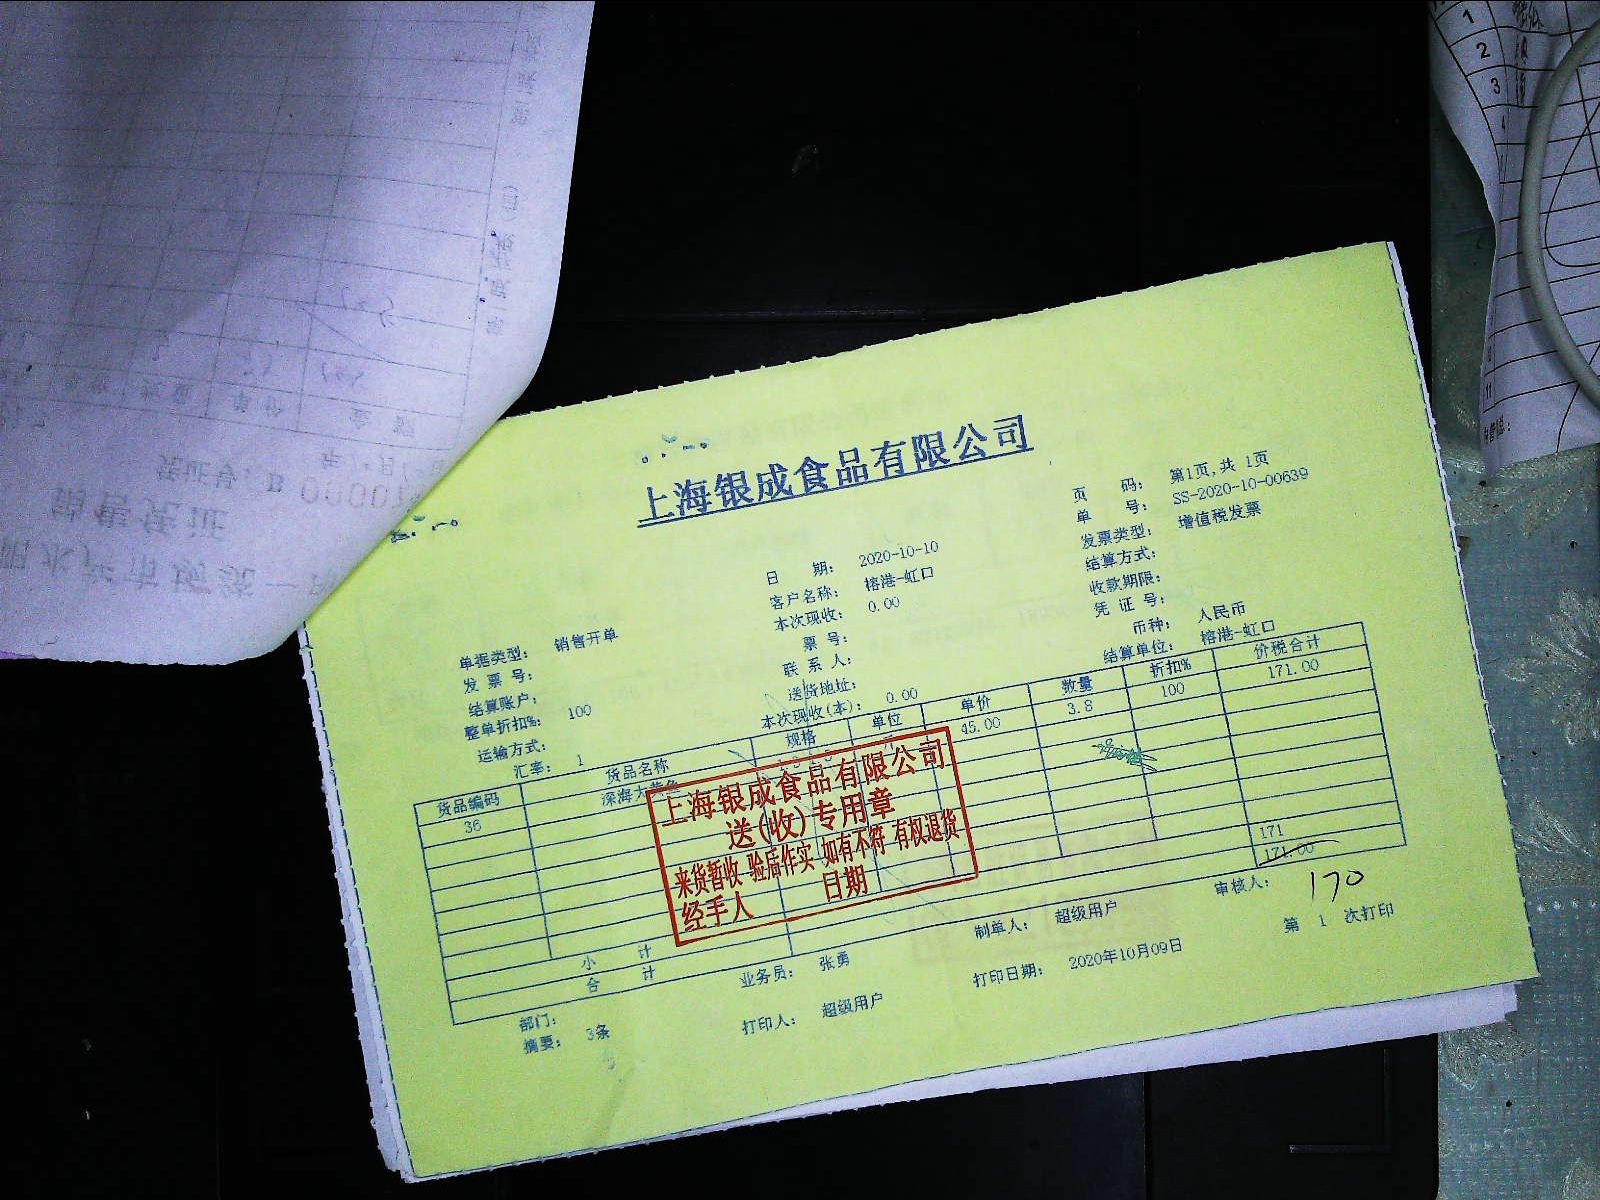 上海银成食品有限公司
页 码： 第1页,共 1页
单 号： SS-2020-10-00639
发票类型： 增值税发票
结算方式：
收款期限：
凭 证 号：
币种： 人民币
结算单位： 榕港-虹口
日 期： 2020-10-10
客户名称： 榕港-虹口
本次现收： 0.00
票 号：
联 系 人：
送货地址：
本次现收(本)： 0.00
单据类型： 销售开单
发 票 号：
结算账户：
整单折扣%： 100
运输方式：
汇率： 1
货品编码 货品名称 规格 单位 单价 数量 折扣% 价税合计
36 深海大黄鱼 斤 45.00 3.8 100 171.00
小 计 171
合 计 171.00
170
上海银成食品有限公司
送(收)专用章
来货暂收 验后作实 如有不符 有权退货
经手人 日期
部门： 业务员： 张勇 制单人： 超级用户 审核人：
摘要： 3条 打印人： 超级用户 打印日期： 2020年10月09日 第 1 次打印
销售凭证
1
2
3
4
11